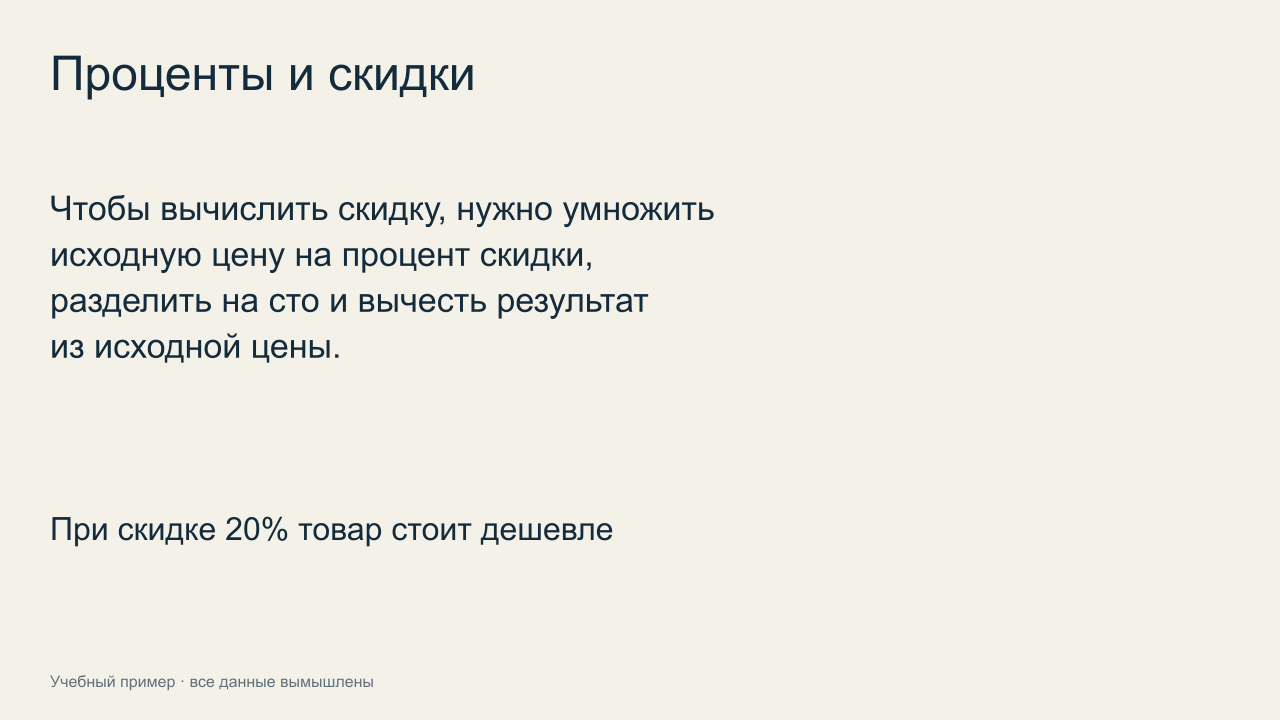 Проценты и скидки
Чтобы вычислить скидку, нужно умножить
исходную цену на процент скидки,
разделить на сто и вычесть результат
из исходной цены.
При скидке 20% товар стоит дешевле
Учебный пример · все данные вымышлены